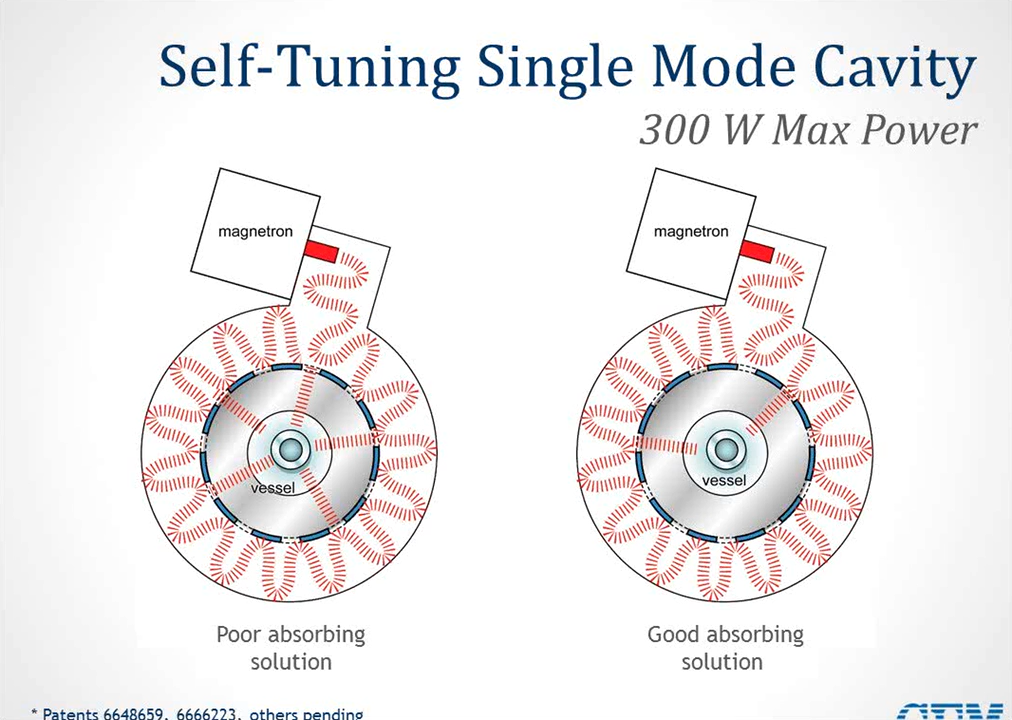 Self-Tuning Single Mode Cavity
300 W Max Power
magnetron
magnetron
vessel
vessel
Poor absorbing
solution
Good absorbing
solution
* Patents 6648659, 6666223, others pending